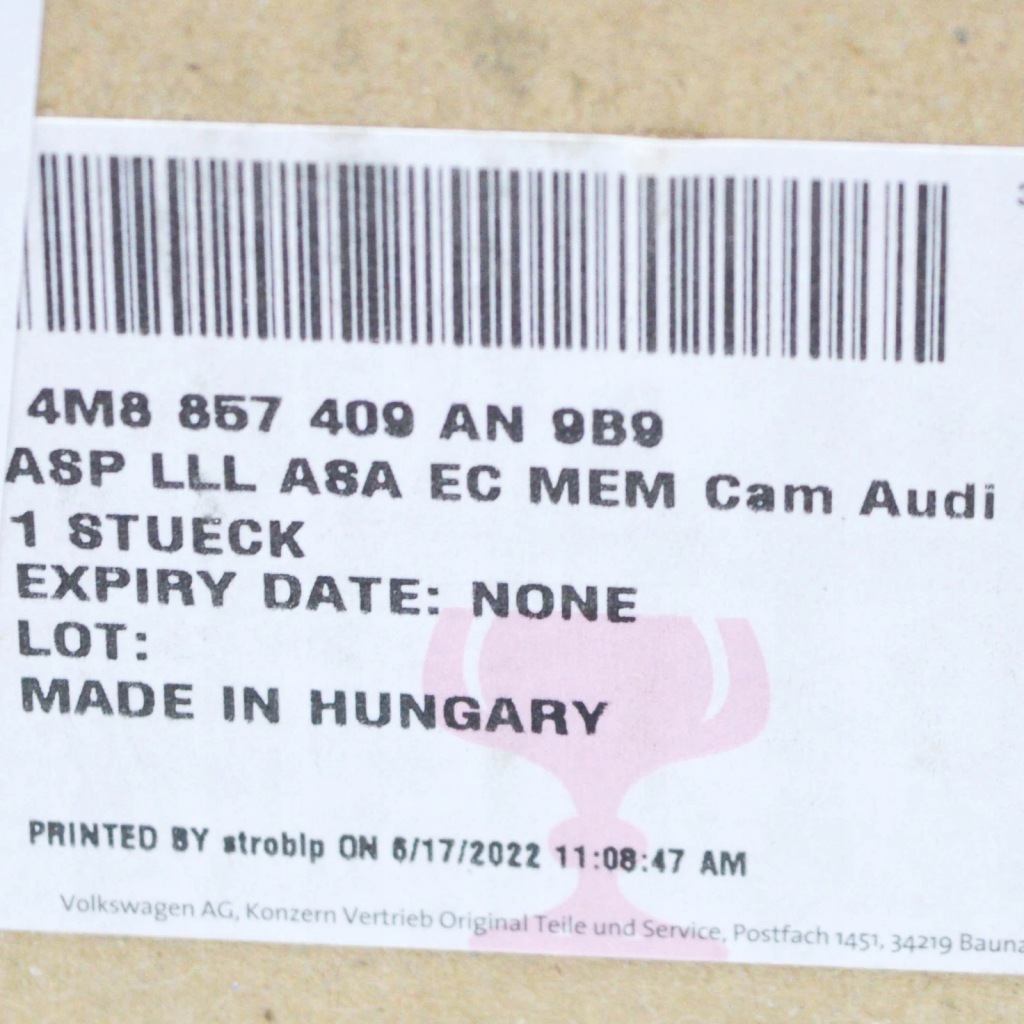 4M8 857 409 AN 9B9
ASP LLL ASA EC MEM Cam Audi
1 STUECK
EXPIRY DATE: NONE
LOT:
MADE IN HUNGARY
PRINTED BY stroblp ON 6/17/2022 11:08:47 AM
Volkswagen AG, Konzern Vertrieb Original Teile und Service, Postfach 1451, 34219 Bauna